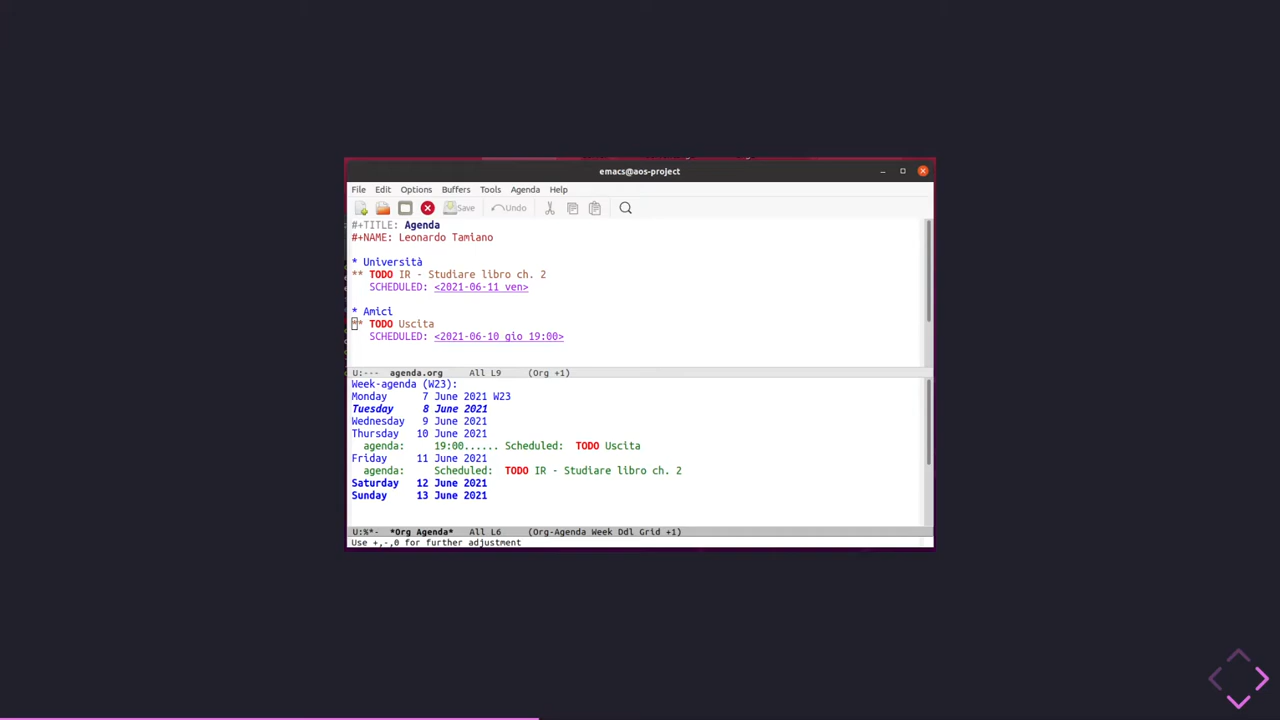 emacs@aos-project
File Edit Options Buffers Tools Agenda Help
Save Undo
#+TITLE: Agenda
#+NAME: Leonardo Tamiano
* Università
** TODO IR - Studiare libro ch. 2
SCHEDULED: <2021-06-11 ven>
* Amici
** TODO Uscita
SCHEDULED: <2021-06-10 gio 19:00>
U:--- agenda.org All L9 (Org +1)
Week-agenda (W23):
Monday 7 June 2021 W23
Tuesday 8 June 2021
Wednesday 9 June 2021
Thursday 10 June 2021
agenda: 19:00...... Scheduled: TODO Uscita
Friday 11 June 2021
agenda: Scheduled: TODO IR - Studiare libro ch. 2
Saturday 12 June 2021
Sunday 13 June 2021
U:%*- *Org Agenda* All L6 (Org-Agenda Week Ddl Grid +1)
Use +,-,0 for further adjustment